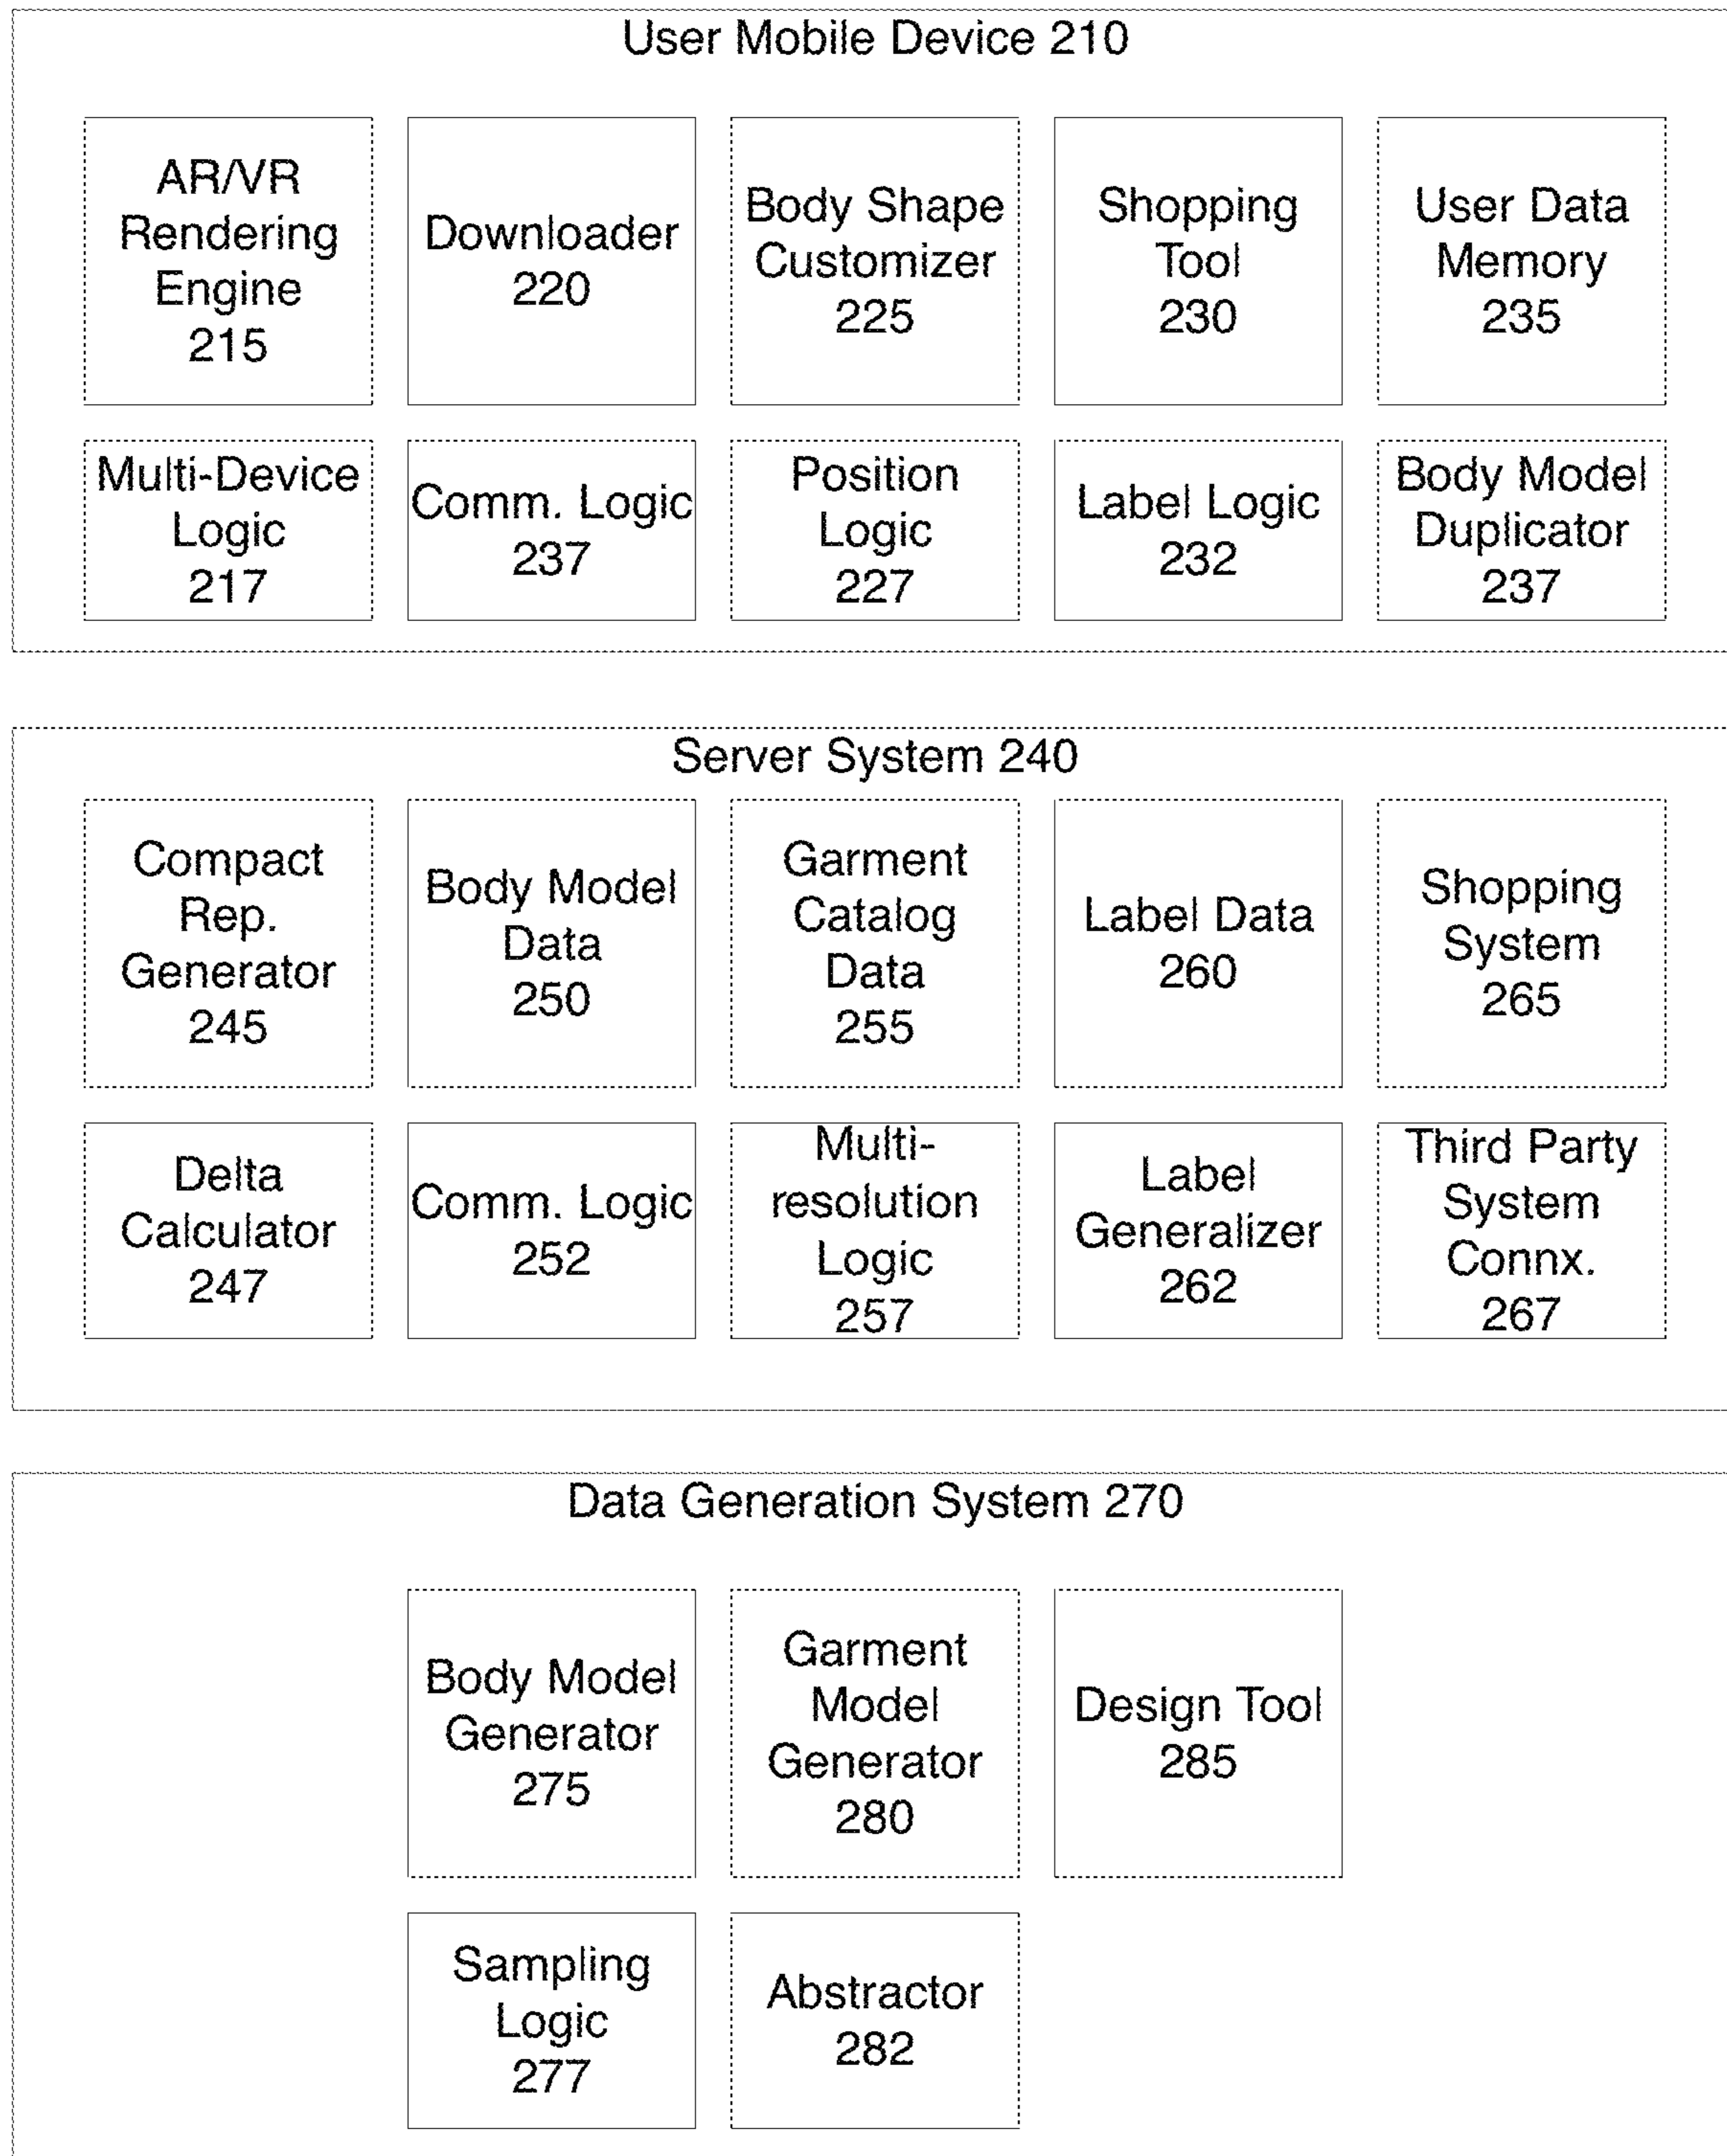 User Mobile Device 210
AR/VR
Rendering
Engine
215
Downloader
220
Body Shape
Customizer
225
Shopping
Tool
230
User Data
Memory
235
Multi-Device
Logic
217
Comm. Logic
237
Position
Logic
227
Label Logic
232
Body Model
Duplicator
237
Server System 240
Compact
Rep.
Generator
245
Body Model
Data
250
Garment
Catalog
Data
255
Label Data
260
Shopping
System
265
Delta
Calculator
247
Comm. Logic
252
Multi-
resolution
Logic
257
Label
Generalizer
262
Third Party
System
Connx.
267
Data Generation System 270
Body Model
Generator
275
Garment
Model
Generator
280
Design Tool
285
Sampling
Logic
277
Abstractor
282